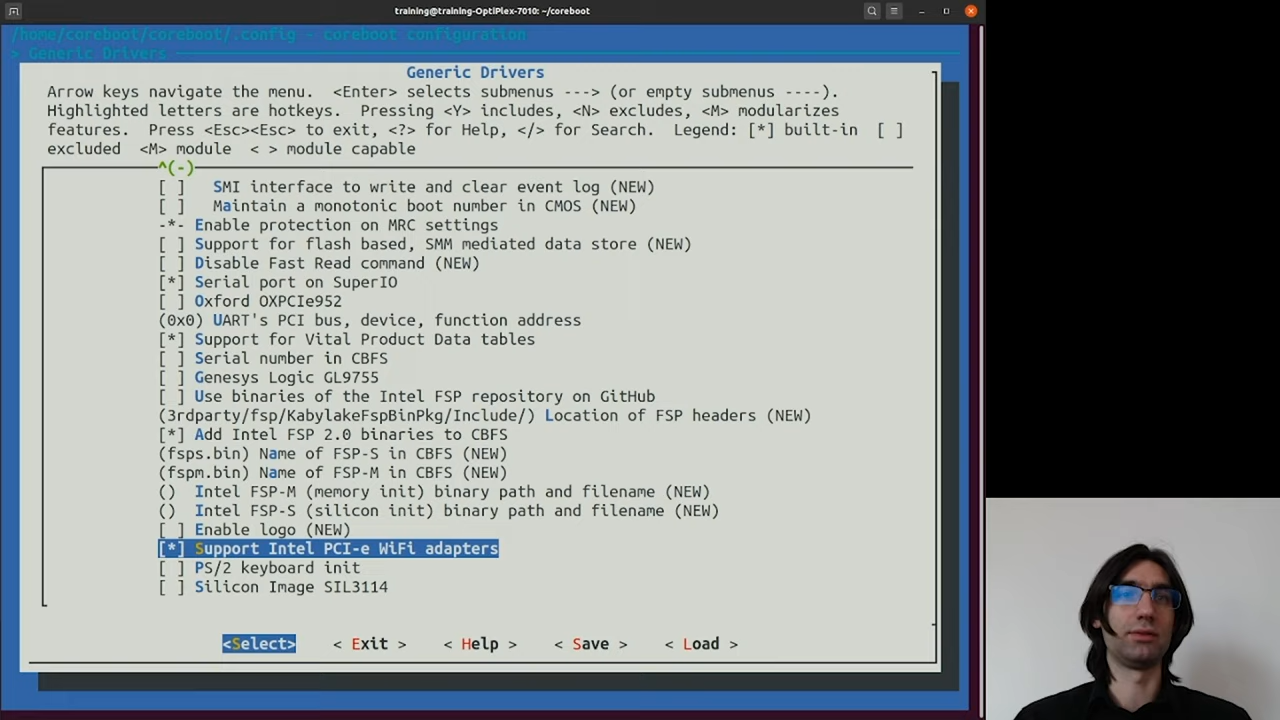 training@training-OptiPlex-7010: ~/coreboot
/home/coreboot/coreboot/.config - coreboot configuration
> Generic Drivers
Generic Drivers
Arrow keys navigate the menu.  <Enter> selects submenus ---> (or empty submenus ----).
Highlighted letters are hotkeys.  Pressing <Y> includes, <N> excludes, <M> modularizes
features.  Press <Esc><Esc> to exit, <?> for Help, </> for Search.  Legend: [*] built-in  [ ]
excluded  <M> module  < > module capable
^(-)
[ ]   SMI interface to write and clear event log (NEW)
[ ]   Maintain a monotonic boot number in CMOS (NEW)
-*- Enable protection on MRC settings
[ ] Support for flash based, SMM mediated data store (NEW)
[ ] Disable Fast Read command (NEW)
[*] Serial port on SuperIO
[ ] Oxford OXPCIe952
(0x0) UART's PCI bus, device, function address
[*] Support for Vital Product Data tables
[ ] Serial number in CBFS
[ ] Genesys Logic GL9755
[ ] Use binaries of the Intel FSP repository on GitHub
(3rdparty/fsp/KabylakeFspBinPkg/Include/) Location of FSP headers (NEW)
[*] Add Intel FSP 2.0 binaries to CBFS
(fsps.bin) Name of FSP-S in CBFS (NEW)
(fspm.bin) Name of FSP-M in CBFS (NEW)
()  Intel FSP-M (memory init) binary path and filename (NEW)
()  Intel FSP-S (silicon init) binary path and filename (NEW)
[ ] Enable logo (NEW)
[*] Support Intel PCI-e WiFi adapters
[ ] PS/2 keyboard init
[ ] Silicon Image SIL3114
<Select>    < Exit >    < Help >    < Save >    < Load >